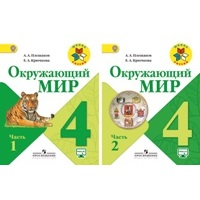 А. А. Плешаков
Е. А. Крючкова
Окружающий
МИР
Часть
1
4
А. А. Плешаков
Е. А. Крючкова
Окружающий
МИР
Часть
2
4